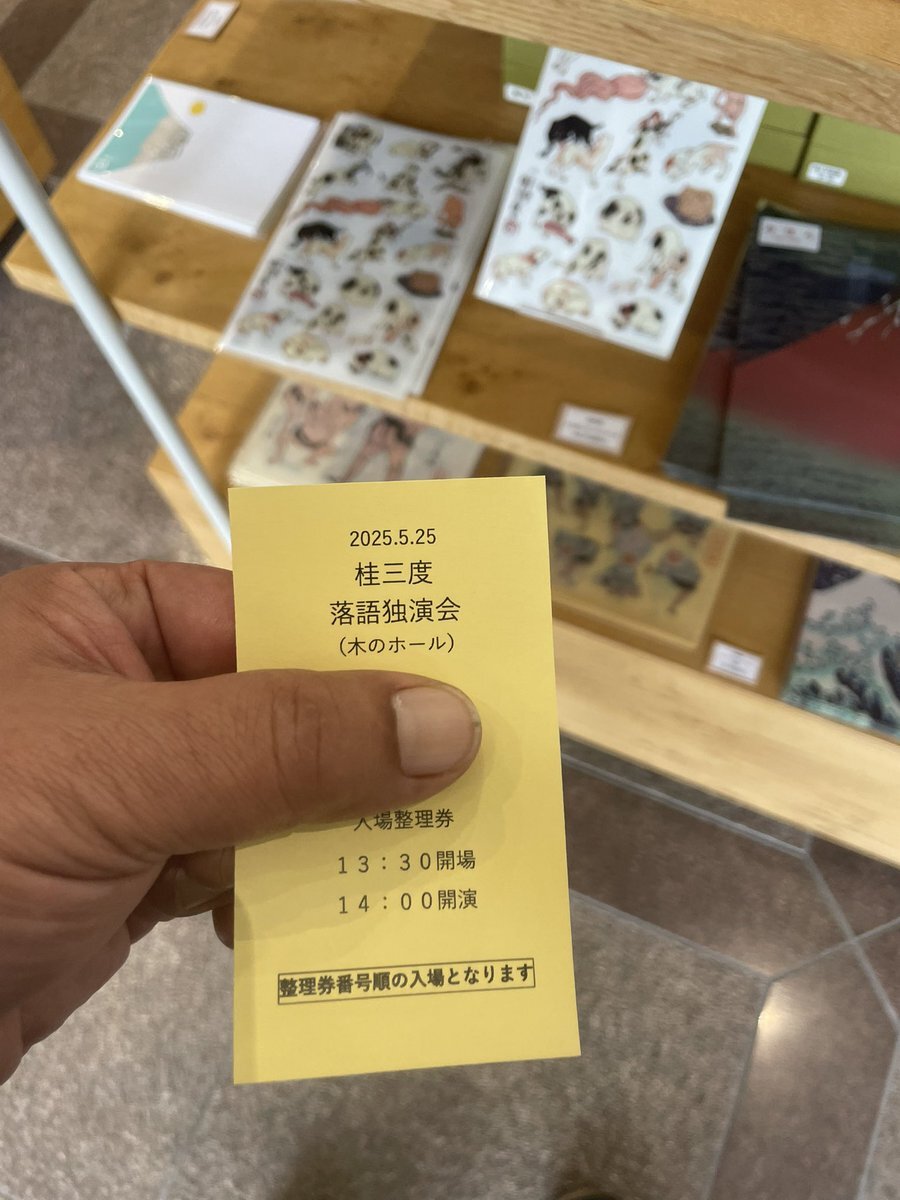 2025.5.25
桂三度
落語独演会
（木のホール）
入場整理券
１３：３０開場
１４：００開演
整理券番号順の入場となります